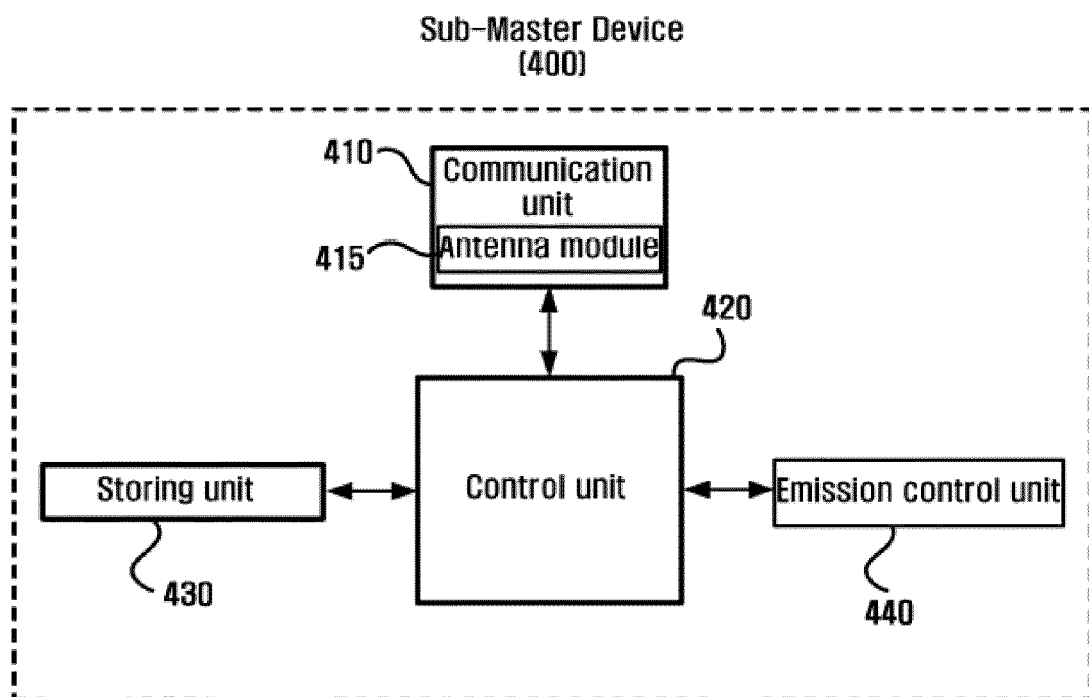 Sub-Master Device
(400)
410
Communication
unit
415
Antenna module
420
Storing unit
Control unit
Emission control unit
430
440